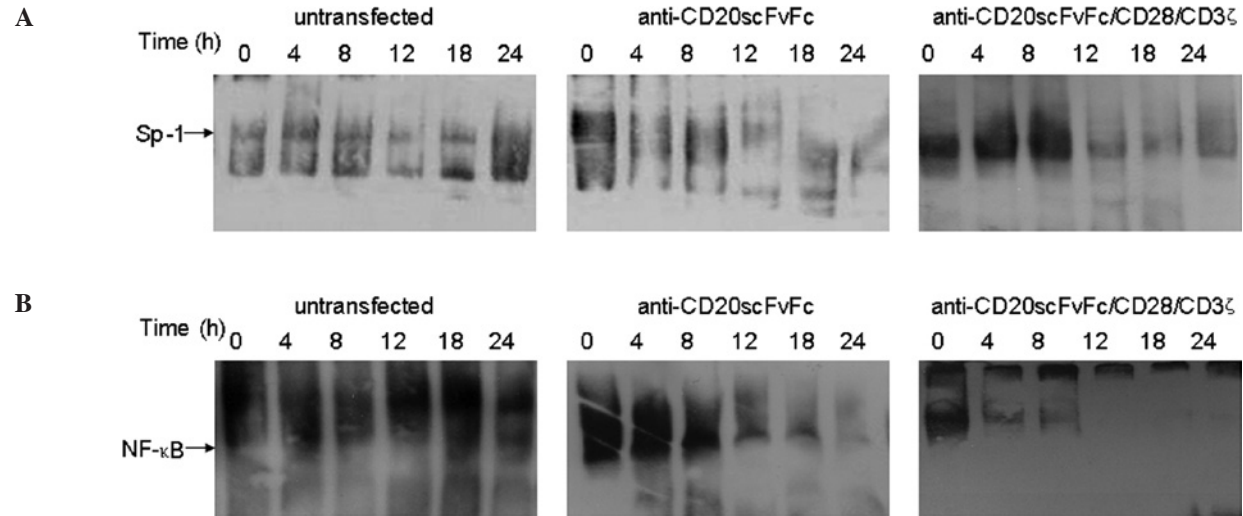 A
untransfected
anti-CD20scFvFc
anti-CD20scFvFc/CD28/CD3ζ
Time (h)
0 4 8 12 18 24
0 4 8 12 18 24
0 4 8 12 18 24
Sp-1
B
untransfected
anti-CD20scFvFc
anti-CD20scFvFc/CD28/CD3ζ
Time (h)
0 4 8 12 18 24
0 4 8 12 18 24
0 4 8 12 18 24
NF-κB